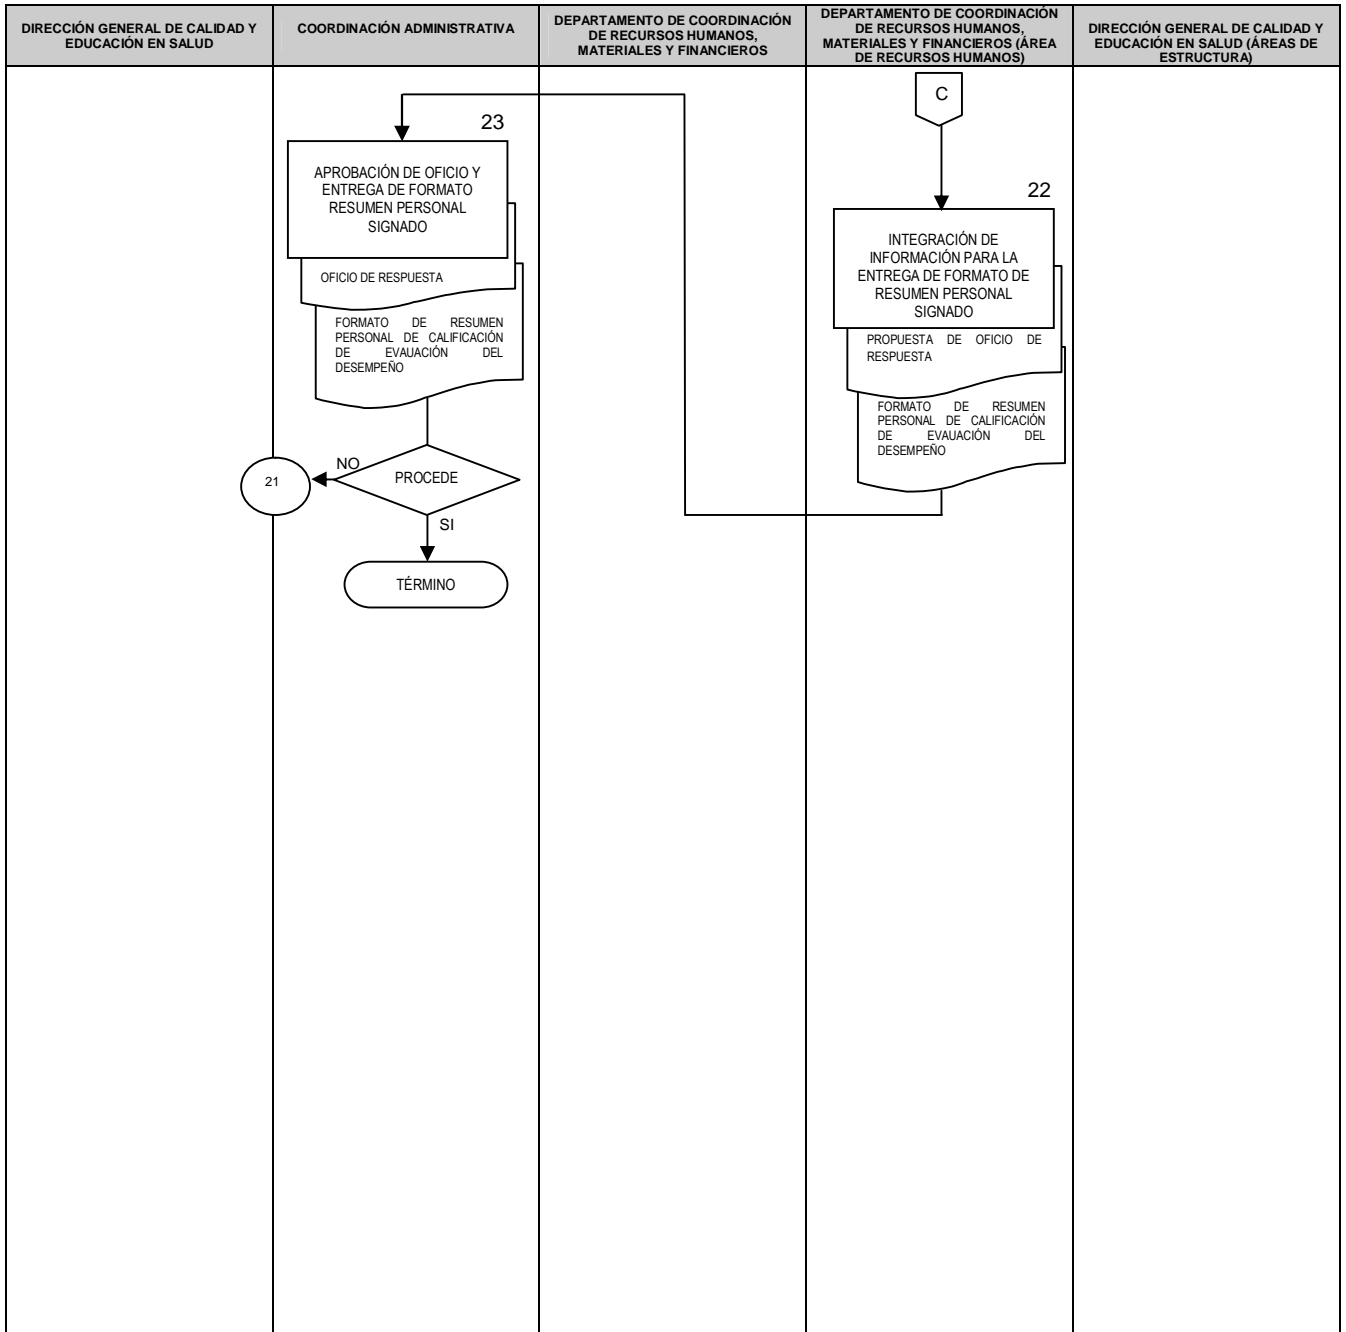 DIRECCIÓN GENERAL DE CALIDAD Y
EDUCACIÓN EN SALUD
COORDINACIÓN ADMINISTRATIVA
DEPARTAMENTO DE COORDINACIÓN
DE RECURSOS HUMANOS,
MATERIALES Y FINANCIEROS
DEPARTAMENTO DE COORDINACIÓN
DE RECURSOS HUMANOS,
MATERIALES Y FINANCIEROS (ÁREA
DE RECURSOS HUMANOS)
DIRECCIÓN GENERAL DE CALIDAD Y
EDUCACIÓN EN SALUD (ÁREAS DE
ESTRUCTURA)
C
22
INTEGRACIÓN DE
INFORMACIÓN PARA LA
ENTREGA DE FORMATO DE
RESUMEN PERSONAL
SIGNADO
PROPUESTA DE OFICIO DE
RESPUESTA
FORMATO DE RESUMEN
PERSONAL DE CALIFICACIÓN
DE EVAUACIÓN DEL
DESEMPEÑO
23
APROBACIÓN DE OFICIO Y
ENTREGA DE FORMATO
RESUMEN PERSONAL
SIGNADO
OFICIO DE RESPUESTA
FORMATO DE RESUMEN
PERSONAL DE CALIFICACIÓN
DE EVAUACIÓN DEL
DESEMPEÑO
PROCEDE
NO
21
SI
TÉRMINO